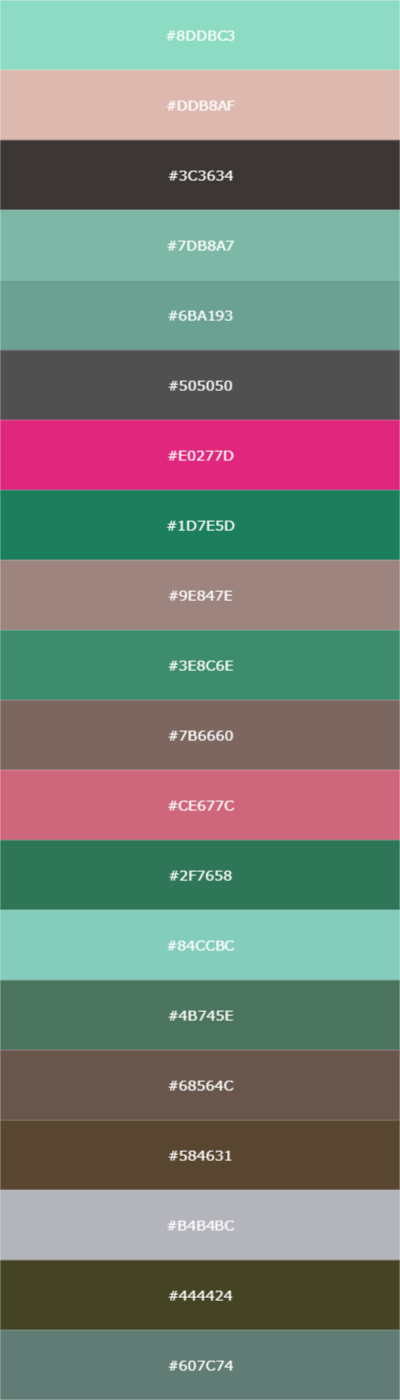 #8DDBC3
#DDB8AF
#3C3634
#7DB8A7
#6BA193
#505050
#E0277D
#1D7E5D
#9E847E
#3E8C6E
#7B6660
#CE677C
#2F7658
#84CCBC
#4B745E
#68564C
#584631
#B4B4BC
#444424
#607C74